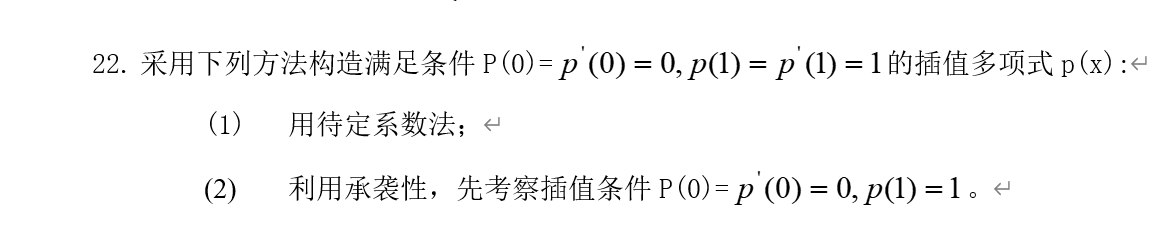 22. 采用下列方法构造满足条件 P(0)= p'(0) = 0, p(1) = p'(1) = 1的插值多项式 p(x):↵
(1) 用待定系数法；↵
(2) 利用承袭性，先考察插值条件 P(0)= p'(0) = 0, p(1) = 1。↵